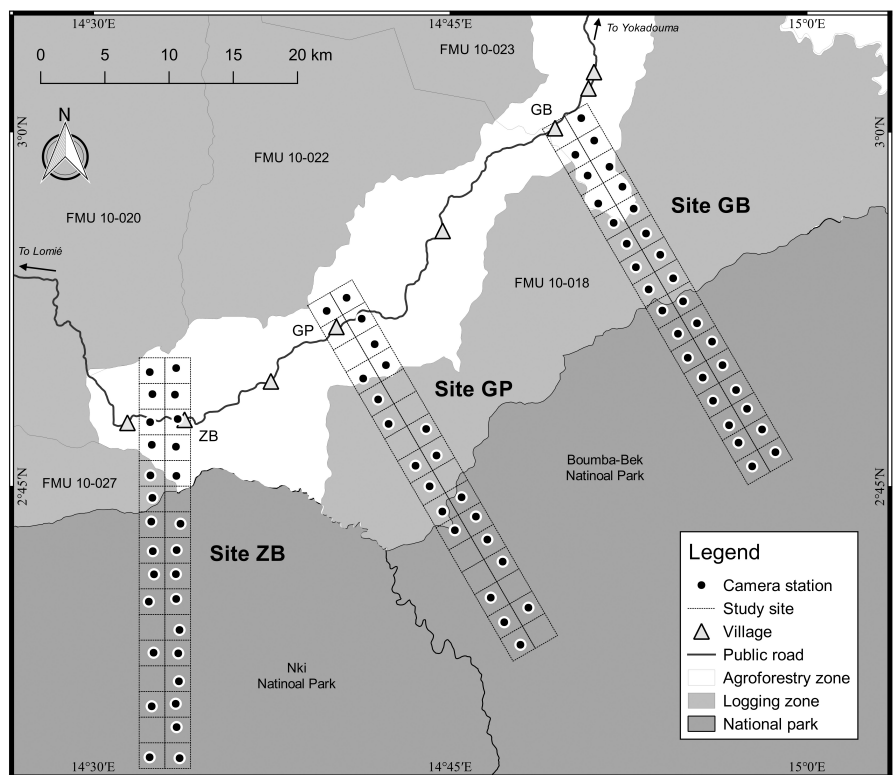 14°30′E 14°45′E 15°0′E
0 5 10 15 20 km
FMU 10-023
To Yokadouma
N
GB
3°0′N
3°0′N
FMU 10-022
FMU 10-020
Site GB
To Lomié
FMU 10-018
GP
Site GP
ZB
FMU 10-027
Boumba-Bek
Natinoal Park
2°45′N
2°45′N
Site ZB
Nki
Natinoal Park
Legend
Camera station
Study site
Village
Public road
Agroforestry zone
Logging zone
National park
14°30′E 14°45′E 15°0′E